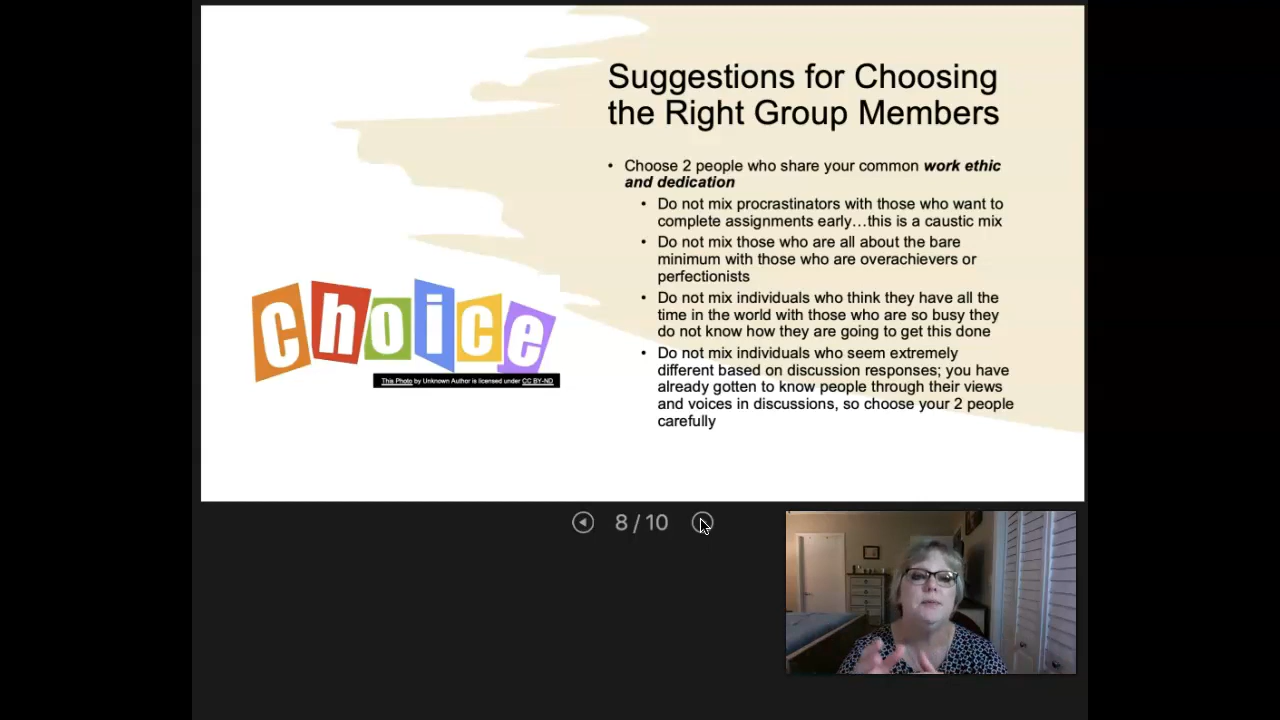 Suggestions for Choosing
the Right Group Members
• Choose 2 people who share your common work ethic
and dedication
• Do not mix procrastinators with those who want to
complete assignments early…this is a caustic mix
• Do not mix those who are all about the bare
minimum with those who are overachievers or
perfectionists
• Do not mix individuals who think they have all the
time in the world with those who are so busy they
do not know how they are going to get this done
• Do not mix individuals who seem extremely
different based on discussion responses; you have
already gotten to know people through their views
and voices in discussions, so choose your 2 people
carefully
choice
This Photo by Unknown Author is licensed under CC BY-ND
8 / 10